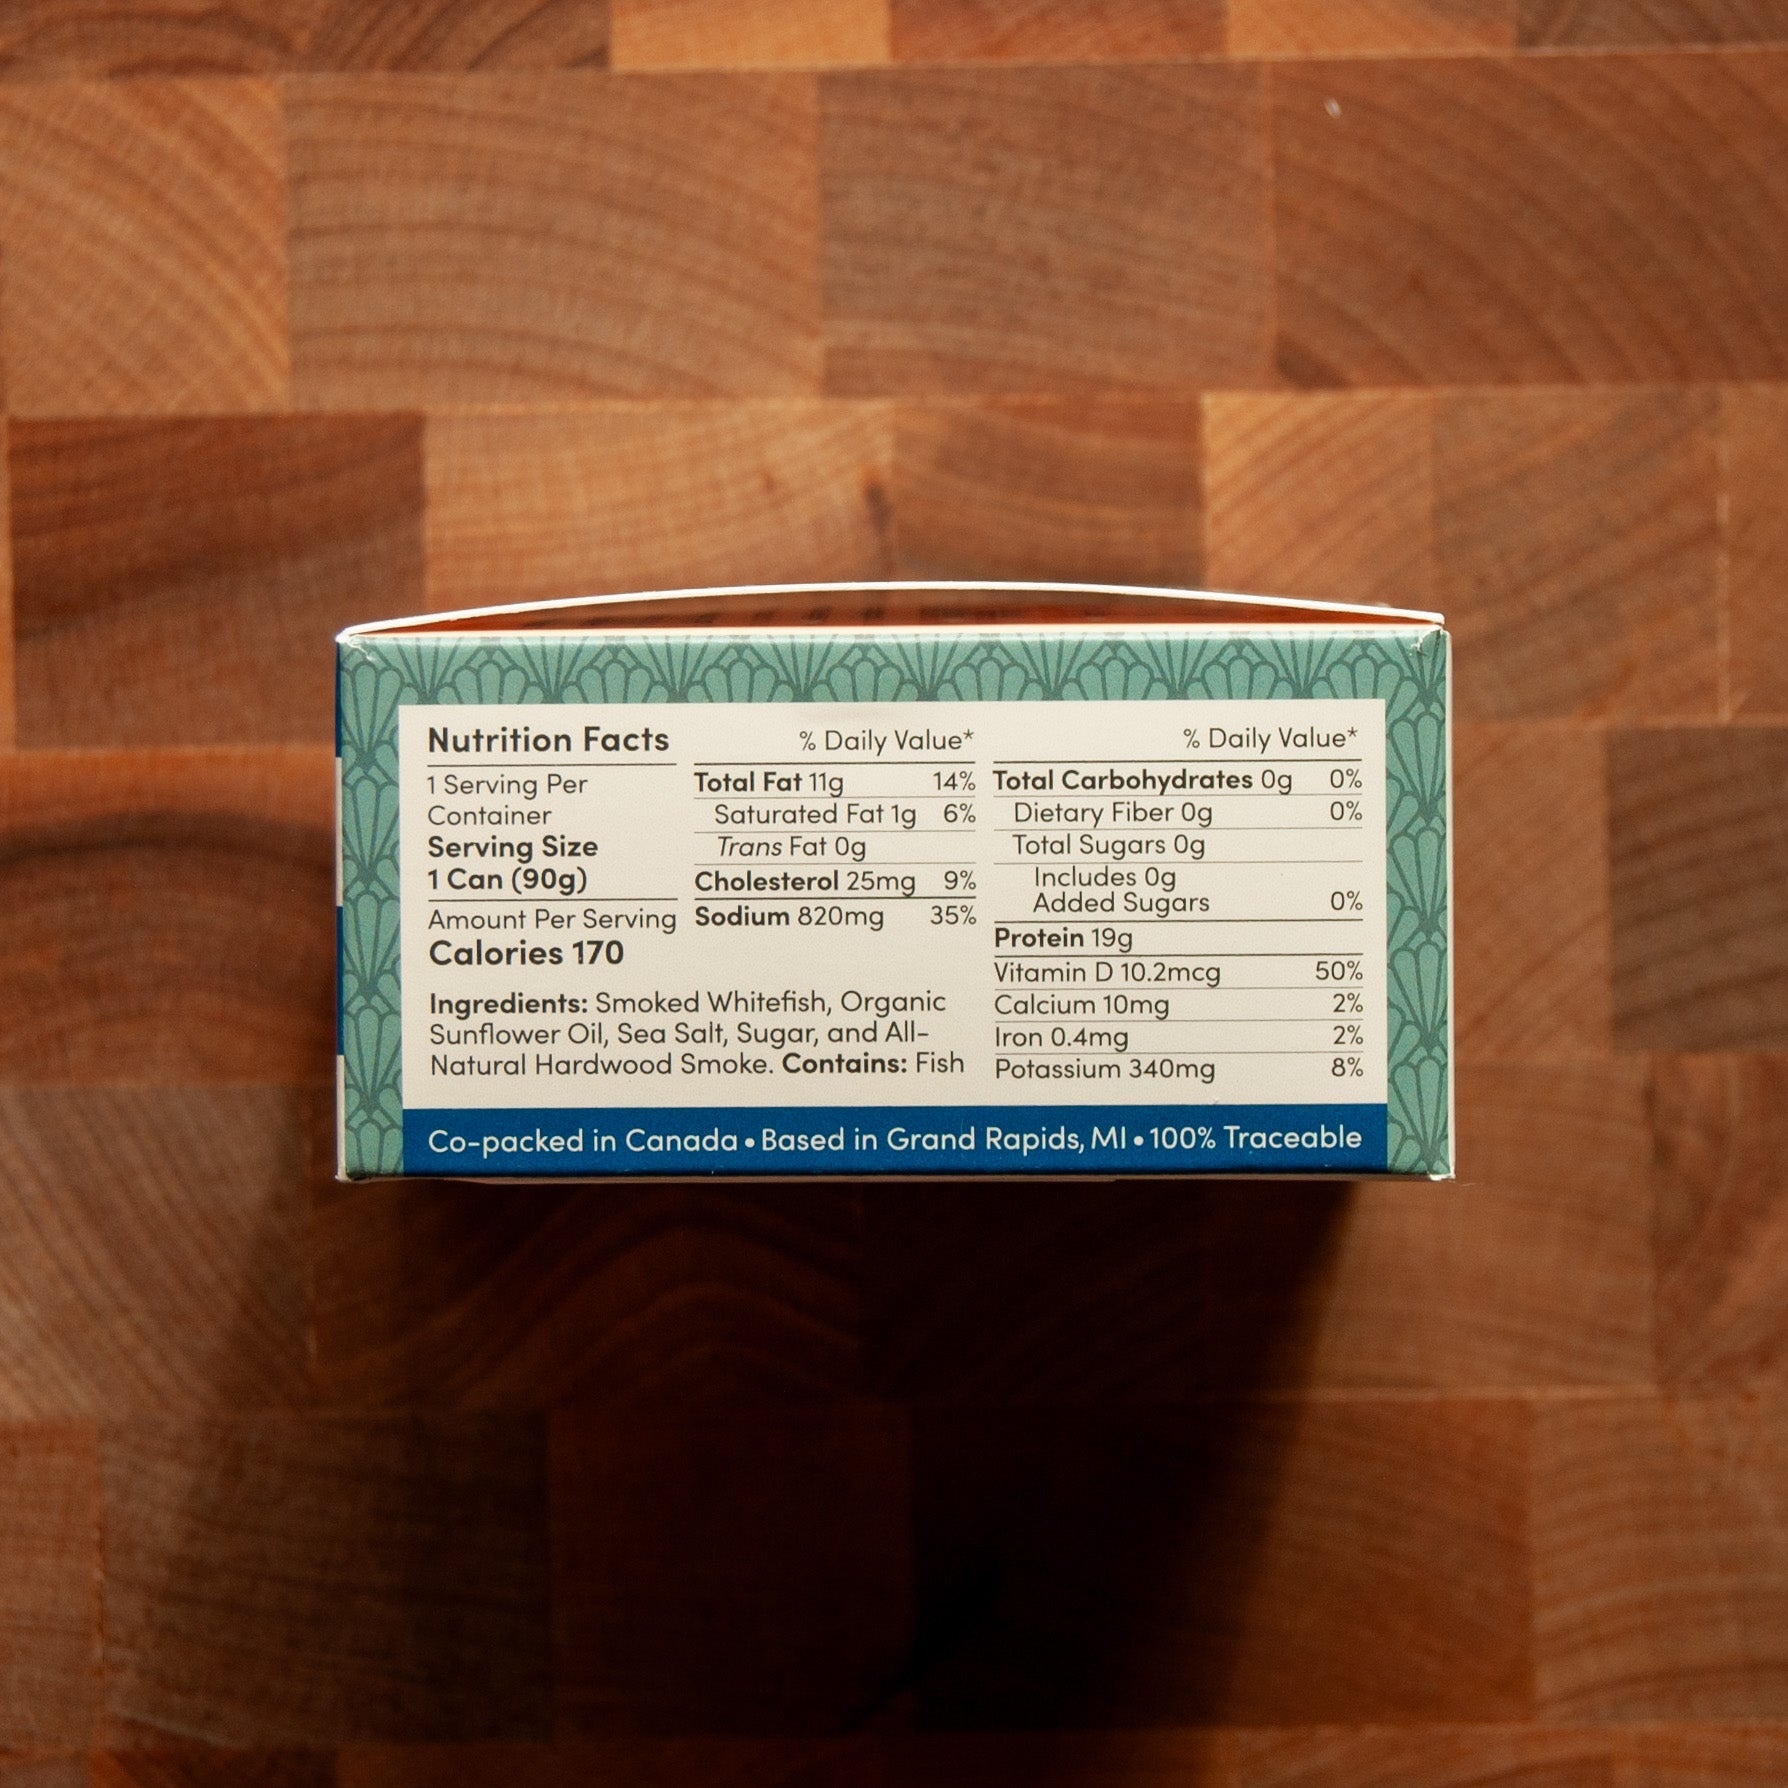 Nutrition Facts
1 Serving Per
Container
Serving Size
1 Can (90g)
Amount Per Serving
Calories 170
% Daily Value*
Total Fat 11g 14%
Saturated Fat 1g 6%
Trans Fat 0g
Cholesterol 25mg 9%
Sodium 820mg 35%
Ingredients: Smoked Whitefish, Organic
Sunflower Oil, Sea Salt, Sugar, and All-
Natural Hardwood Smoke. Contains: Fish
% Daily Value*
Total Carbohydrates 0g 0%
Dietary Fiber 0g 0%
Total Sugars 0g
Includes 0g
Added Sugars 0%
Protein 19g
Vitamin D 10.2mcg 50%
Calcium 10mg 2%
Iron 0.4mg 2%
Potassium 340mg 8%
Co-packed in Canada • Based in Grand Rapids, MI • 100% Traceable